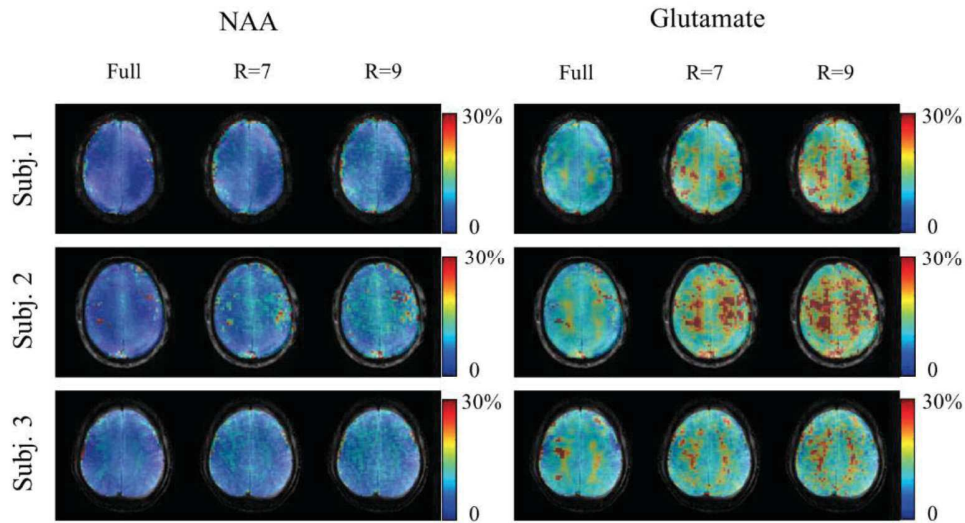 NAA Glutamate
Full R=7 R=9 Full R=7 R=9
Subj. 1 30% 30%
0 0
Subj. 2 30% 30%
0 0
Subj. 3 30% 30%
0 0